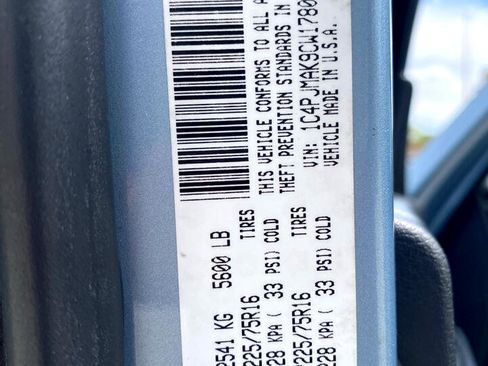 THIS VEHICLE CONFORMS TO ALL
THEFT PREVENTION STANDARDS IN
VIN: 1C4PJMAK9CW1780
VEHICLE MADE IN U.S.A.
2541 KG 5600 LB
225/75R16 TIRES
228 KPA ( 33 PSI) COLD
225/75R16 TIRES
228 KPA ( 33 PSI) COLD